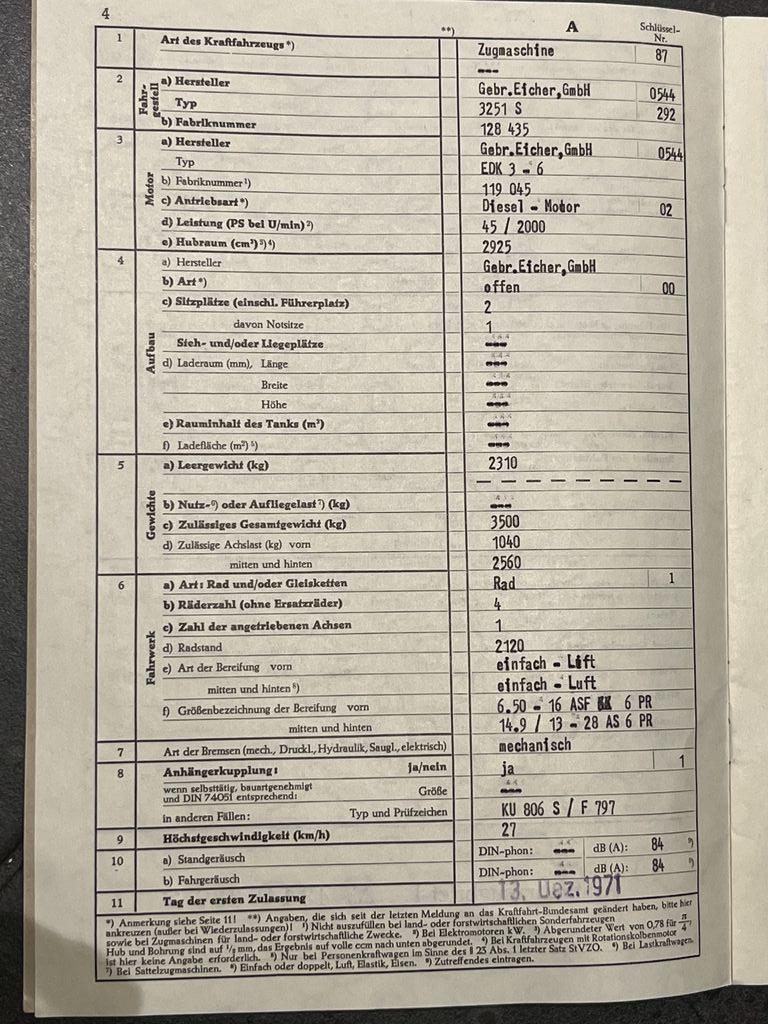 4
**)
A
Schlüssel-
Nr.
1 Art des Kraftfahrzeugs*) Zugmaschine 87
---
2 Fahr-
gestell
a) Hersteller Gebr.Eicher,GmbH 0544
Typ 3251 S 292
b) Fabriknummer 128 435
3 Motor
a) Hersteller Gebr.Eicher,GmbH 0544
Typ EDK 3 - 6
b) Fabriknummer¹) 119 045
c) Antriebsart*) Diesel - Motor 02
d) Leistung (PS bei U/min)²) 45 / 2000
e) Hubraum (cm³)³)⁴) 2925
4 Aufbau
a) Hersteller Gebr.Eicher,GmbH
b) Art*) offen 00
c) Sitzplätze (einschl. Führerplatz) 2
davon Notsitze 1
Steh- und/oder Liegeplätze ---
d) Laderaum (mm), Länge ---
Breite ---
Höhe ---
e) Rauminhalt des Tanks (m³) ---
f) Ladefläche (m²)⁵) ---
5 Gewichte
a) Leergewicht (kg) 2310
b) Nutz-⁶) oder Aufliegelast⁷) (kg) ---
c) Zulässiges Gesamtgewicht (kg) 3500
d) Zulässige Achslast (kg) vorn 1040
mitten und hinten 2560
6 Fahrwerk
a) Art: Rad und/oder Gleisketten Rad 1
b) Räderzahl (ohne Ersatzräder) 4
c) Zahl der angetriebenen Achsen 1
d) Radstand 2120
e) Art der Bereifung vorn einfach - Lift
mitten und hinten⁸) einfach - Luft
f) Größenbezeichnung der Bereifung vorn 6.50 - 16 ASF 6 PR
mitten und hinten 14.9 / 13 - 28 AS 6 PR
7 Art der Bremsen (mech., Druckl., Hydraulik, Saugl., elektrisch) mechanisch
8 Anhängerkupplung: ja/nein ja 1
wenn selbsttätig, bauartgenehmigt
und DIN 74051 entsprechend: Größe ---
in anderen Fällen: Typ und Prüfzeichen KU 806 S / F 797
9 Höchstgeschwindigkeit (km/h) 27
10 a) Standgeräusch DIN-phon: --- dB (A): 84 ⁹)
b) Fahrgeräusch DIN-phon: --- dB (A): 84 ⁹)
11 Tag der ersten Zulassung 13. Dez. 1971
*) Anmerkung siehe Seite 11! **) Angaben, die sich seit der letzten Meldung an das Kraftfahrt-Bundesamt geändert haben, bitte hier
ankreuzen (außer bei Wiederzulassungen)! ¹) Nicht auszufüllen bei land- oder forstwirtschaftlichen Sonderfahrzeugen
sowie bei Zugmaschinen für land- oder forstwirtschaftliche Zwecke. ²) Bei Elektromotoren kW. ³) Abgerundeter Wert von 0,78 für π/4,
Hub und Bohrung sind auf ½ mm, das Ergebnis auf volle ccm nach unten abgerundet. ⁴) Bei Kraftfahrzeugen mit Rotationskolbenmotor
ist hier keine Angabe erforderlich. ⁵) Nur bei Personenkraftwagen im Sinne des § 23 Abs. 1 letzter Satz StVZO. ⁶) Bei Lastkraftwagen.
⁷) Bei Sattelzugmaschinen. ⁸) Einfach oder doppelt, Luft, Elastik, Eisen. ⁹) Zutreffendes eintragen.